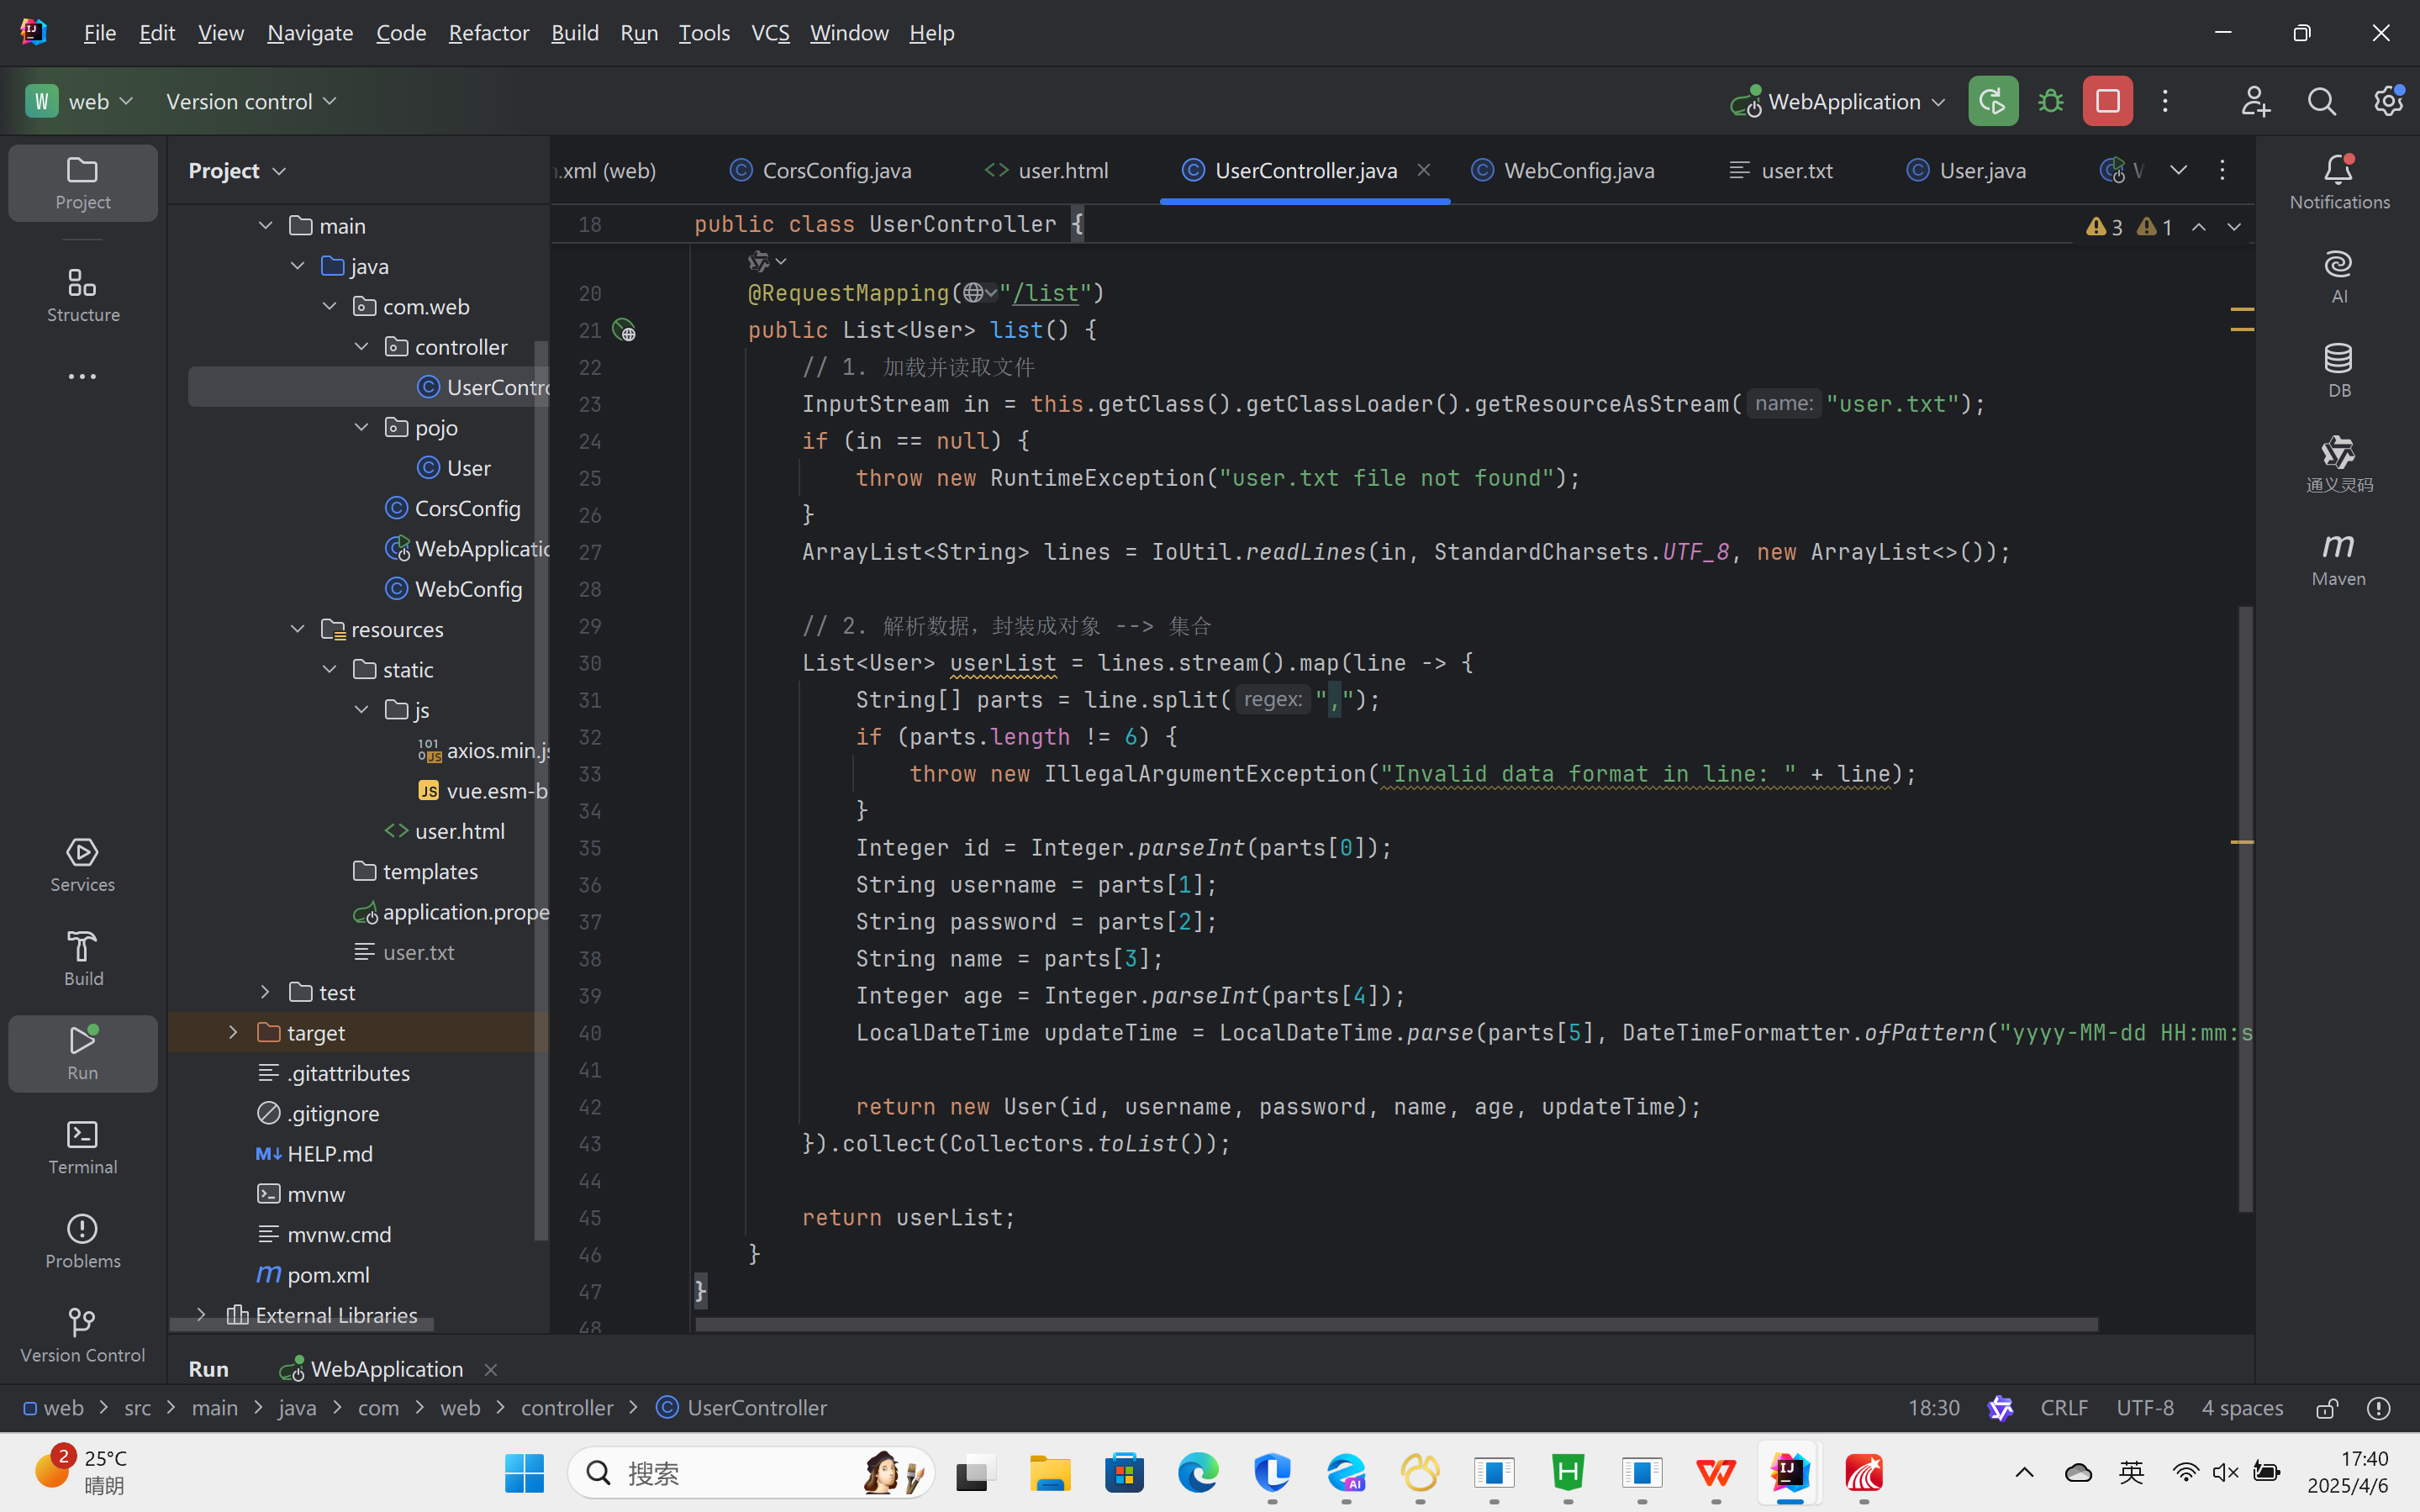 File Edit View Navigate Code Refactor Build Run Tools VCS Window Help
W web Version control WebApplication
Project
Structure
Services
Build
Run
Terminal
Problems
Version Control
Project
main
java
com.web
controller
UserContro
pojo
User
CorsConfig
WebApplicatio
WebConfig
resources
static
js
axios.min.js
vue.esm-b
user.html
templates
application.prope
user.txt
test
target
.gitattributes
.gitignore
HELP.md
mvnw
mvnw.cmd
pom.xml
External Libraries
.xml (web) CorsConfig.java user.html UserController.java WebConfig.java user.txt User.java
3 1
18 public class UserController {
20 @RequestMapping("/list")
21 public List<User> list() {
22 // 1. 加载并读取文件
23 InputStream in = this.getClass().getClassLoader().getResourceAsStream( name: "user.txt");
24 if (in == null) {
25 throw new RuntimeException("user.txt file not found");
26 }
27 ArrayList<String> lines = IoUtil.readLines(in, StandardCharsets.UTF_8, new ArrayList<>());
28
29 // 2. 解析数据，封装成对象 --> 集合
30 List<User> userList = lines.stream().map(line -> {
31 String[] parts = line.split( regex: ",");
32 if (parts.length != 6) {
33 throw new IllegalArgumentException("Invalid data format in line: " + line);
34 }
35 Integer id = Integer.parseInt(parts[0]);
36 String username = parts[1];
37 String password = parts[2];
38 String name = parts[3];
39 Integer age = Integer.parseInt(parts[4]);
40 LocalDateTime updateTime = LocalDateTime.parse(parts[5], DateTimeFormatter.ofPattern("yyyy-MM-dd HH:mm:s
41
42 return new User(id, username, password, name, age, updateTime);
43 }).collect(Collectors.toList());
44
45 return userList;
46 }
47 }
48
Notifications
AI
DB
通义灵码
Maven
Run WebApplication
web > src > main > java > com > web > controller > UserController
18:30 CRLF UTF-8 4 spaces
2 25°C
晴朗
搜索
英
17:40
2025/4/6